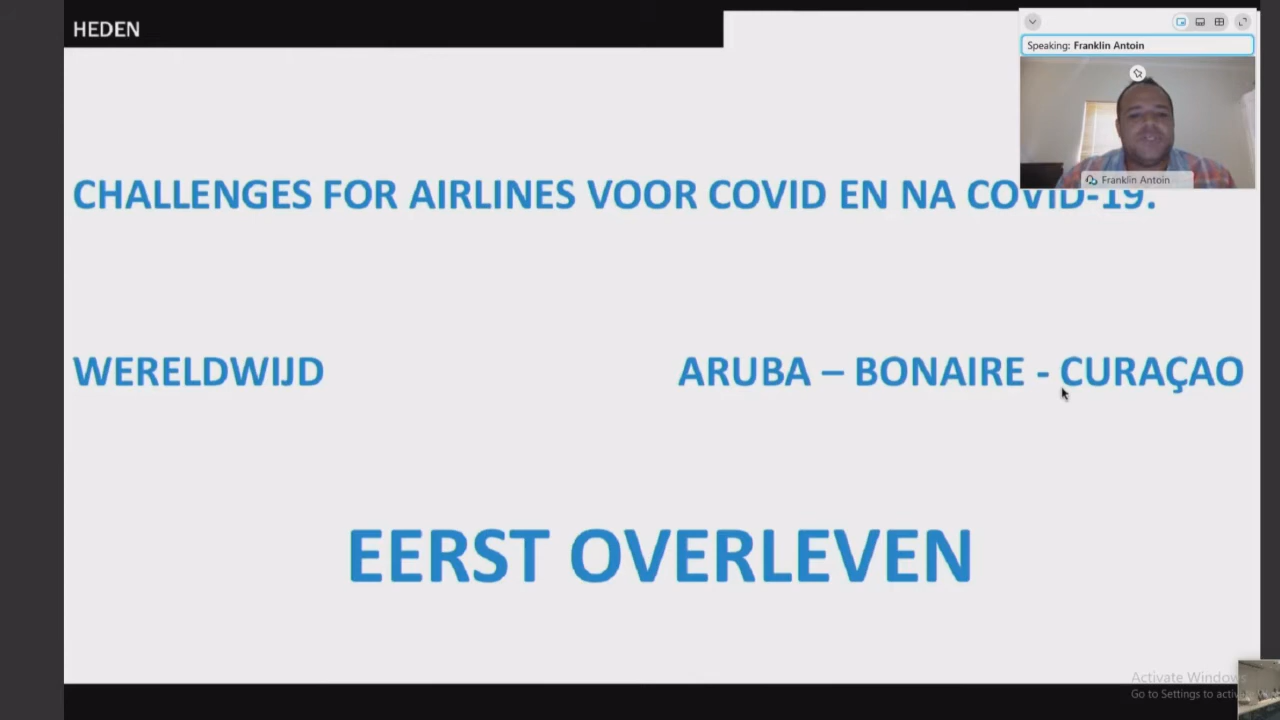 HEDEN
Speaking: Franklin Antoin
Franklin Antoin
CHALLENGES FOR AIRLINES VOOR COVID EN NA COVID-19.
WERELDWIJD
ARUBA – BONAIRE - CURAÇAO
EERST OVERLEVEN
Activate Windows
Go to Settings to